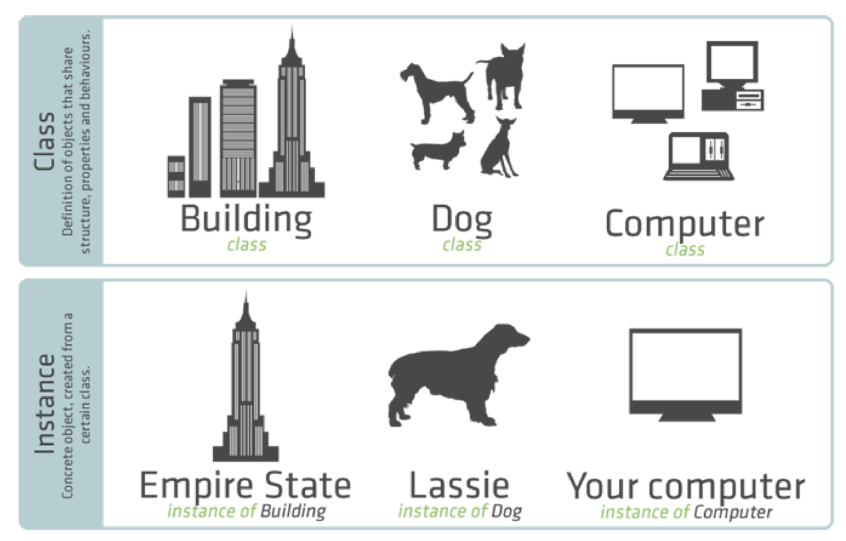 Class
Definition of objects that share
structure, properties and behaviours.
Building
class
Dog
class
Computer
class
Instance
Concrete object, created from a
certain class.
Empire State
instance of Building
Lassie
instance of Dog
Your computer
instance of Computer